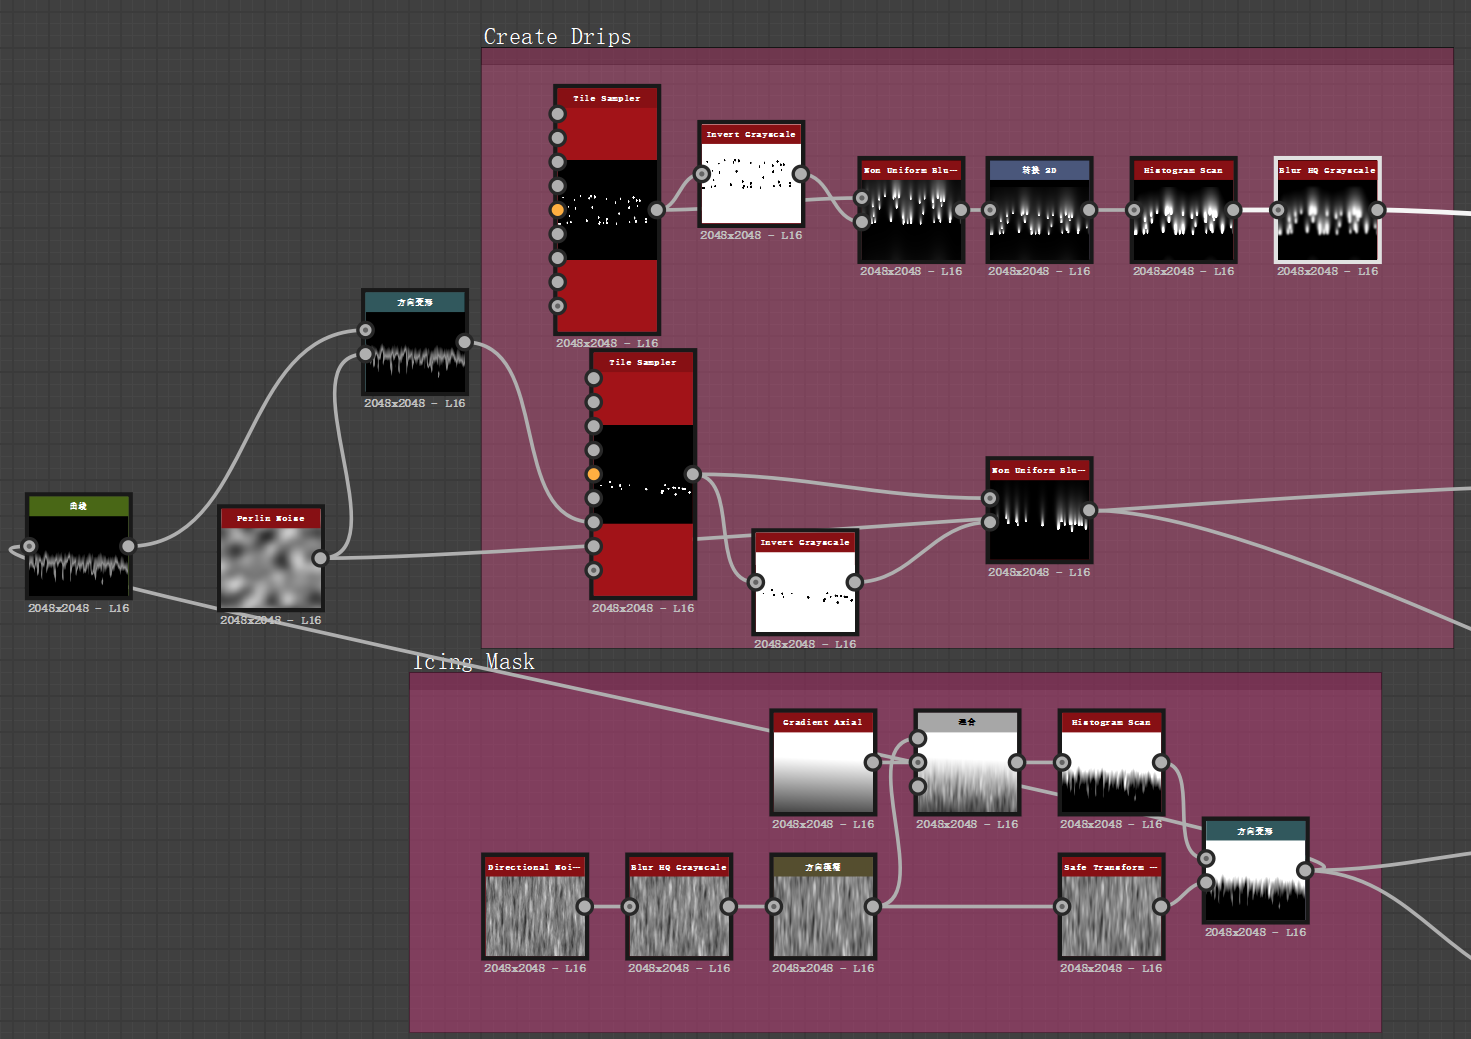 Create Drips
Tile Sampler
2048x2048 - L16
Invert Grayscale
2048x2048 - L16
Non Uniform Blu—
2048x2048 - L16
转换 2D
2048x2048 - L16
Histogram Scan
2048x2048 - L16
Blur HQ Grayscale
2048x2048 - L16
方向变形
2048x2048 - L16
Tile Sampler
2048x2048 - L16
Non Uniform Blu—
2048x2048 - L16
曲线
2048x2048 - L16
Perlin Noise
2048x2048 - L16
Invert Grayscale
2048x2048 - L16
Icing Mask
Gradient Axial
2048x2048 - L16
混合
2048x2048 - L16
Histogram Scan
2048x2048 - L16
方向变形
2048x2048 - L16
Directional Noi—
2048x2048 - L16
Blur HQ Grayscale
2048x2048 - L16
方向模糊
2048x2048 - L16
Safe Transform —
2048x2048 - L16